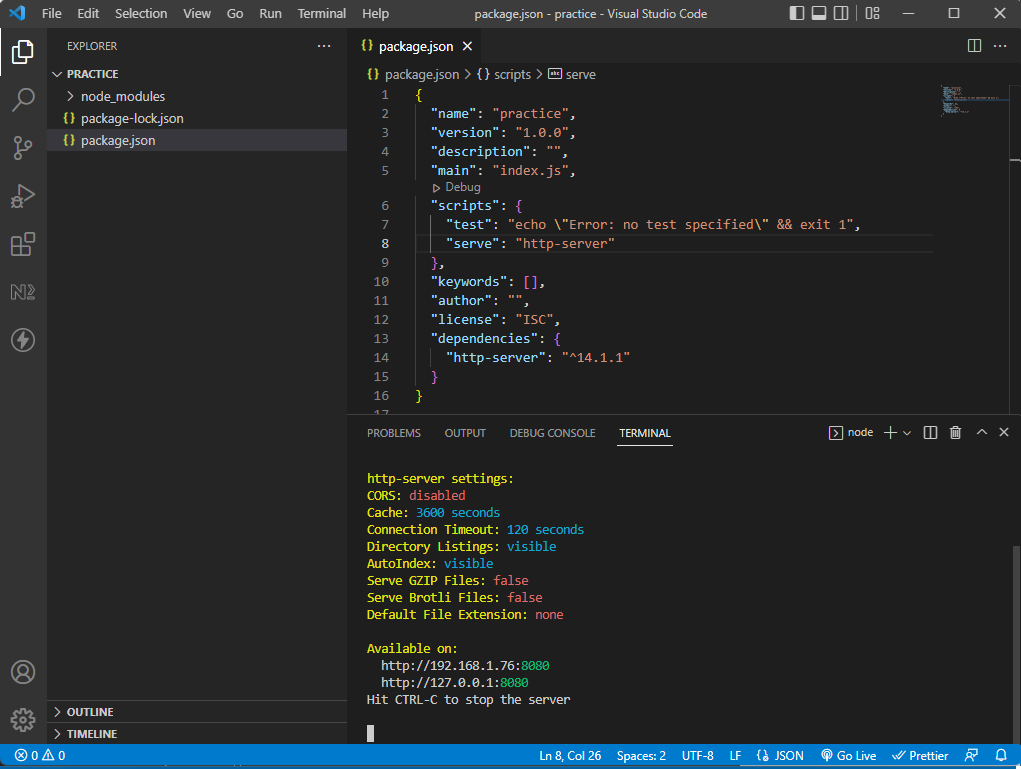 File Edit Selection View Go Run Terminal Help package.json - practice - Visual Studio Code
EXPLORER
PRACTICE
node_modules
package-lock.json
package.json
package.json
package.json > {} scripts > serve
1 {
2 "name": "practice",
3 "version": "1.0.0",
4 "description": "",
5 "main": "index.js",
Debug
6 "scripts": {
7 "test": "echo \"Error: no test specified\" && exit 1",
8 "serve": "http-server"
9 },
10 "keywords": [],
11 "author": "",
12 "license": "ISC",
13 "dependencies": {
14 "http-server": "^14.1.1"
15 }
16 }
17
PROBLEMS OUTPUT DEBUG CONSOLE TERMINAL node
http-server settings:
CORS: disabled
Cache: 3600 seconds
Connection Timeout: 120 seconds
Directory Listings: visible
AutoIndex: visible
Serve GZIP Files: false
Serve Brotli Files: false
Default File Extension: none
Available on:
http://192.168.1.76:8080
http://127.0.0.1:8080
Hit CTRL-C to stop the server
OUTLINE
TIMELINE
0 0 Ln 8, Col 26 Spaces: 2 UTF-8 LF {} JSON Go Live Prettier